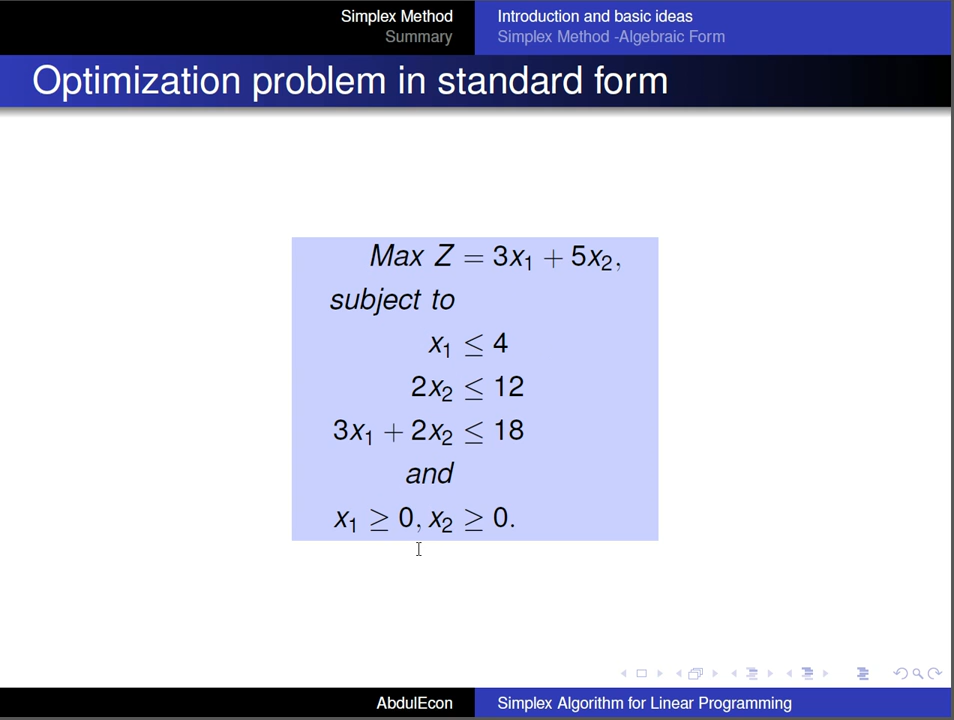 Simplex Method
Summary
Introduction and basic ideas
Simplex Method -Algebraic Form
Optimization problem in standard form
Max Z = 3x₁ + 5x₂,
subject to
x₁ ≤ 4
2x₂ ≤ 12
3x₁ + 2x₂ ≤ 18
and
x₁ ≥ 0, x₂ ≥ 0.
AbdulEcon
Simplex Algorithm for Linear Programming